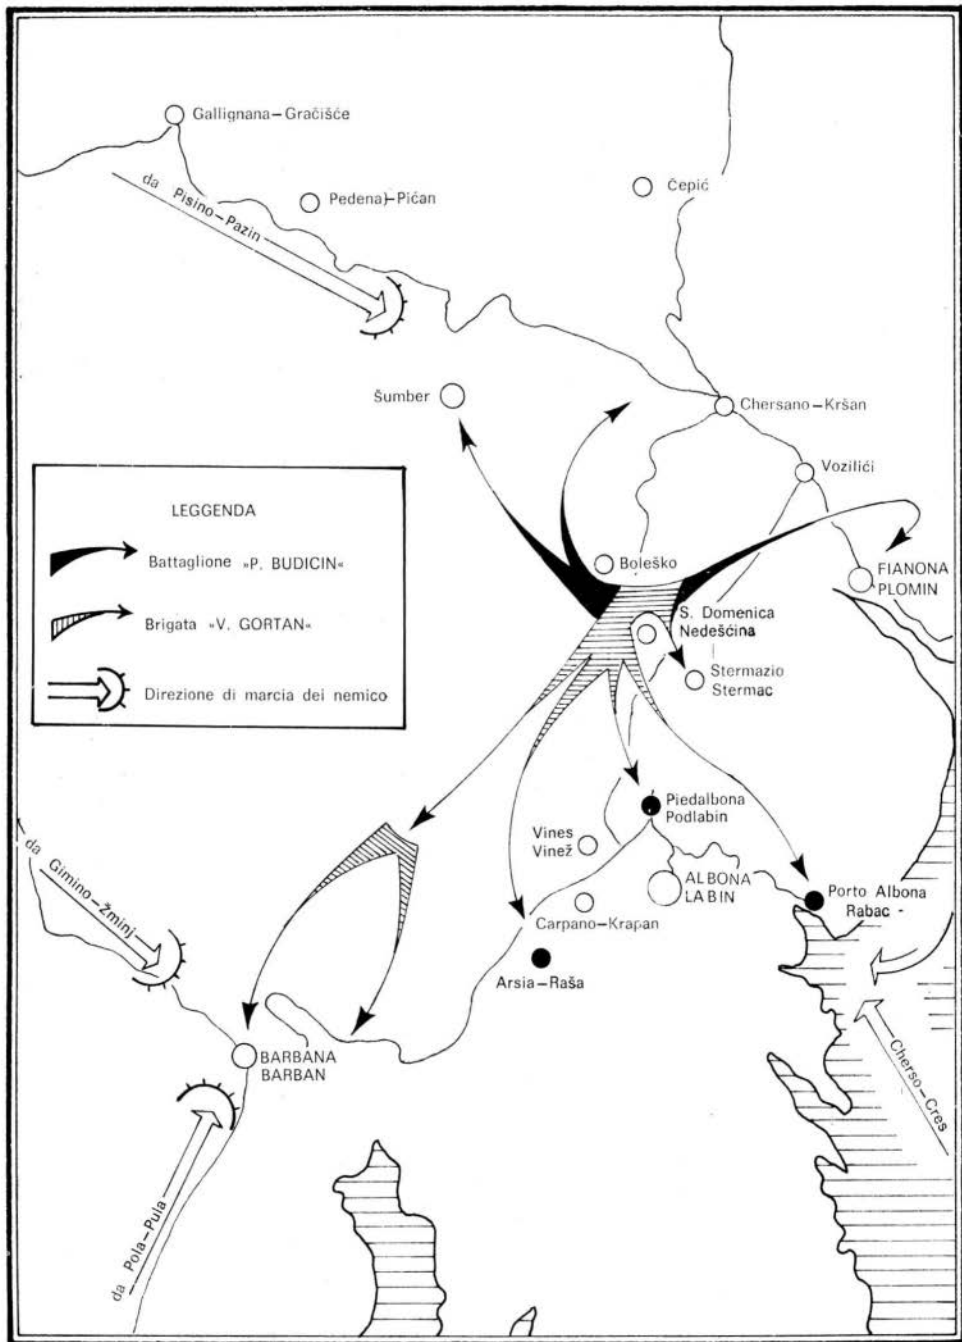 Gallignana–Gračišće
da Pisino–Pazin
Pedena–Pićan
Čepić
Šumber
Chersano–Kršan
Vozilići
LEGGENDA
Battaglione »P. BUDICIN«
Brigata »V. GORTAN«
Direzione di marcia dei nemico
Boleško
FIANONA
PLOMIN
S. Domenica
Nedešćina
Stermazio
Stermac
Piedalbona
Podlabin
Vines
Vinež
ALBONA
LABIN
Porto Albona
Rabac
Carpano–Krapan
Arsia–Raša
da Gimino–Žminj
BARBANA
BARBAN
Cherso–Cres
da Pola–Pula